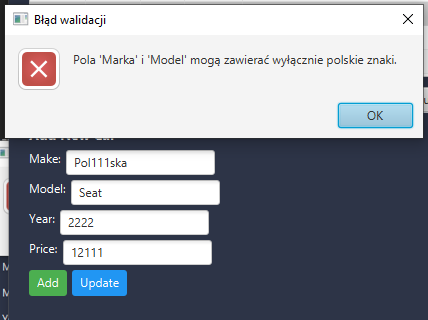 Błąd walidacji
Pola 'Marka' i 'Model' mogą zawierać wyłącznie polskie znaki.
OK
Make: Pol111ska
Model: Seat
Year: 2222
Price: 12111
Add Update